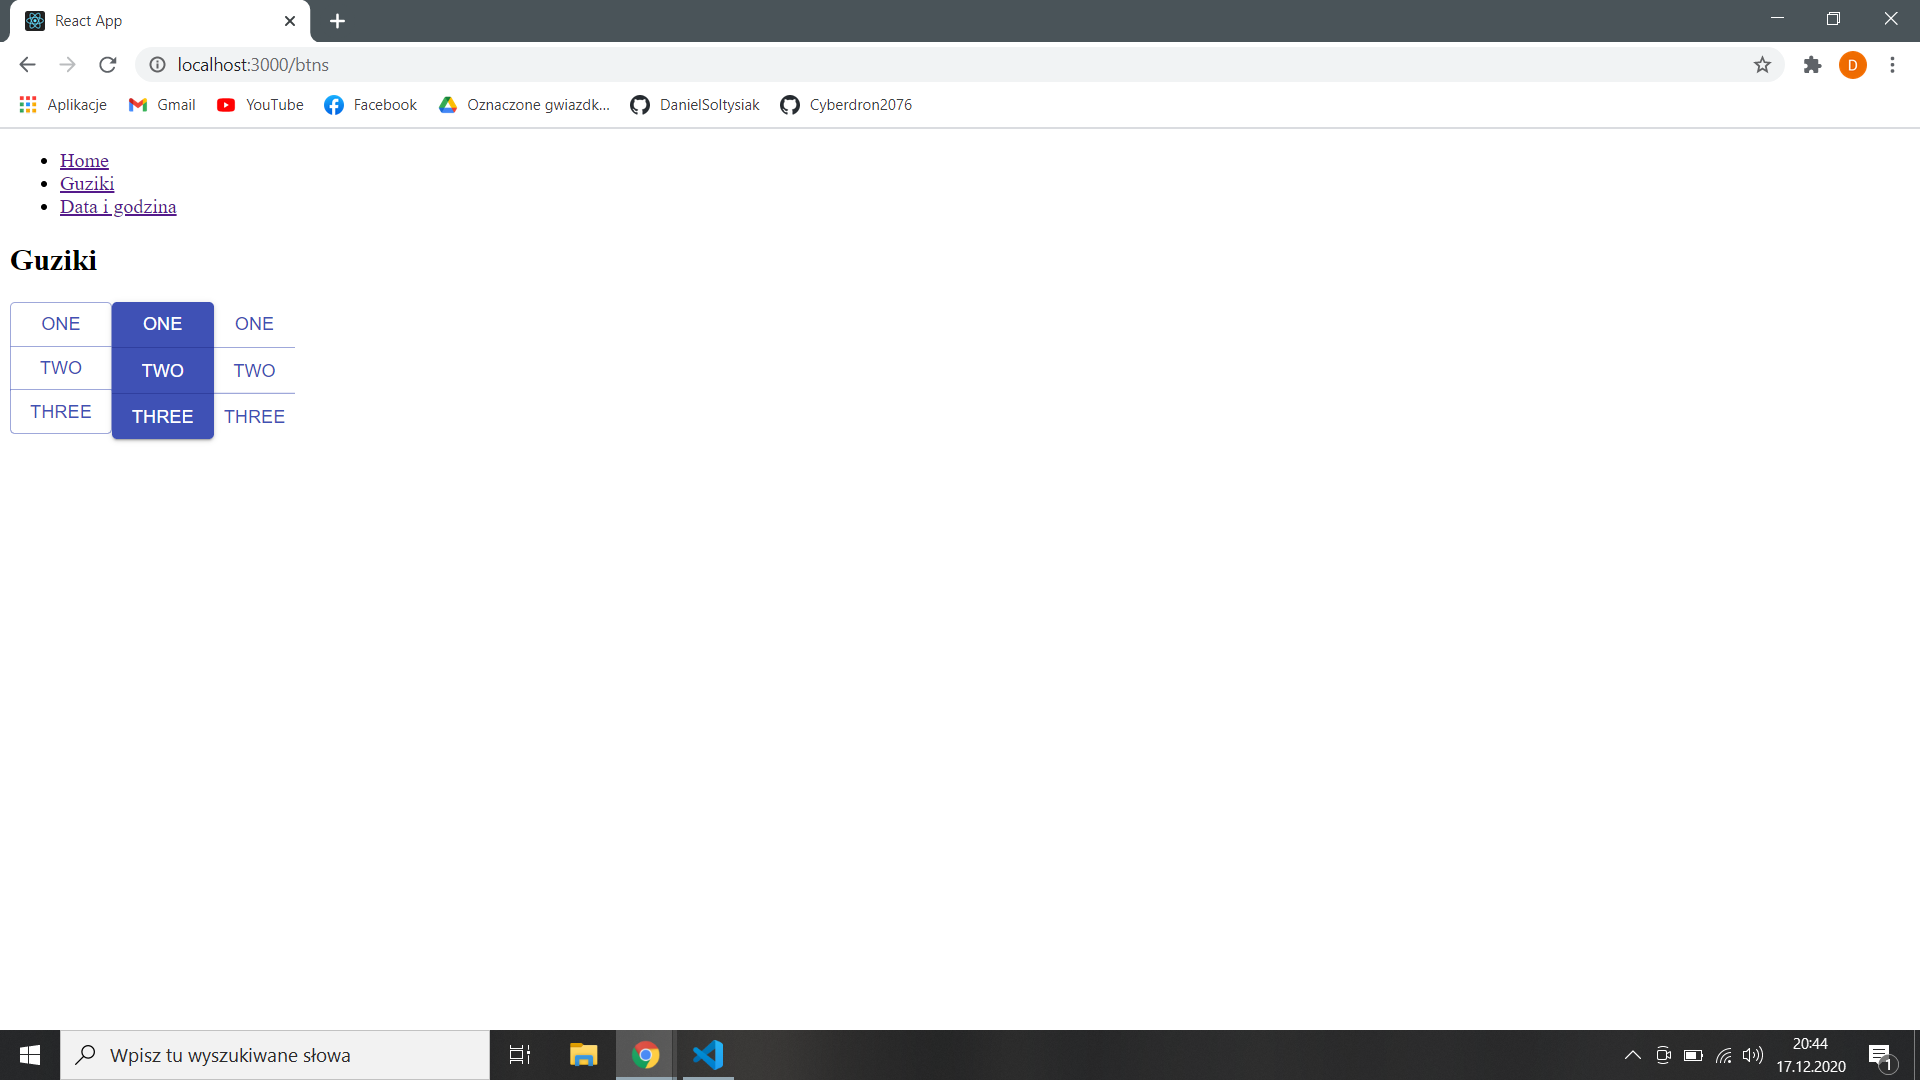 React App
localhost:3000/btns
D
Aplikacje Gmail YouTube Facebook Oznaczone gwiazdk... DanielSoltysiak Cyberdron2076
Home
Guziki
Data i godzina
Guziki
ONE ONE ONE
TWO TWO TWO
THREE THREE THREE
Wpisz tu wyszukiwane słowa
20:44
17.12.2020
1